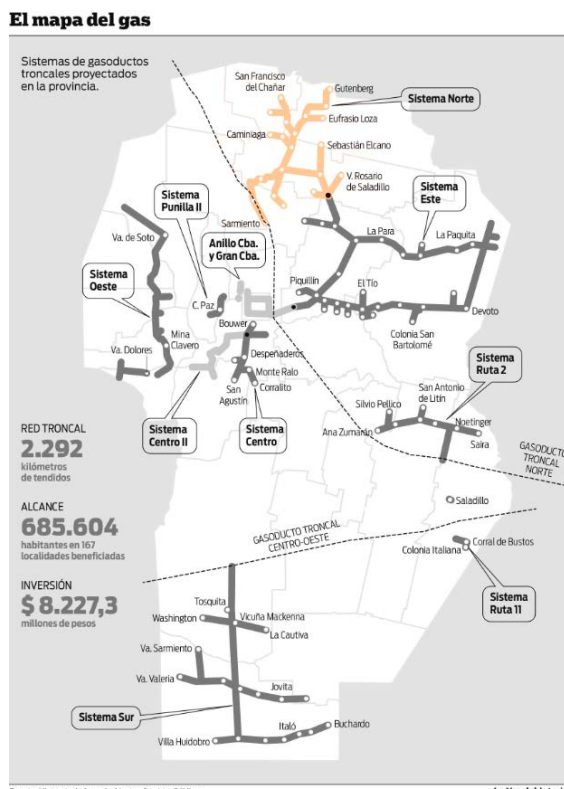 El mapa del gas
Sistemas de gasoductos
troncales proyectados
en la provincia.
San Francisco
del Chañar
Gutenberg
Sistema Norte
Eufrasio Loza
Caminiaga
Sebastián Elcano
V. Rosario
de Saladillo
Sistema
Punilla II
Sistema
Este
Sarmiento
La Para
La Paquita
Va. de Soto
Anillo Cba.
y Gran Cba.
Sistema
Oeste
Piquillín
El Tío
C. Paz
Devoto
Bouwer
Mina
Clavero
Colonia San
Bartolomé
Va. Dolores
Despeñaderos
Monte Ralo
San
Agustín
Corralito
Sistema
Ruta 2
San Antonio
de Litín
Silvio Pellico
Sistema
Centro II
Sistema
Centro
Noetinger
Ana Zumarán
Saira
RED TRONCAL
2.292
kilómetros
de tendidos
GASODUCTO
TRONCAL
NORTE
Saladillo
ALCANCE
685.604
habitantes en 167
localidades beneficiadas
GASODUCTO TRONCAL
CENTRO-OESTE
Corral de Bustos
Colonia Italiana
INVERSIÓN
$ 8.227,3
millones de pesos
Sistema
Ruta 11
Tosquita
Washington
Vicuña Mackenna
La Cautiva
Va. Sarmiento
Va. Valeria
Jovita
Sistema Sur
Italó
Buchardo
Villa Huidobro